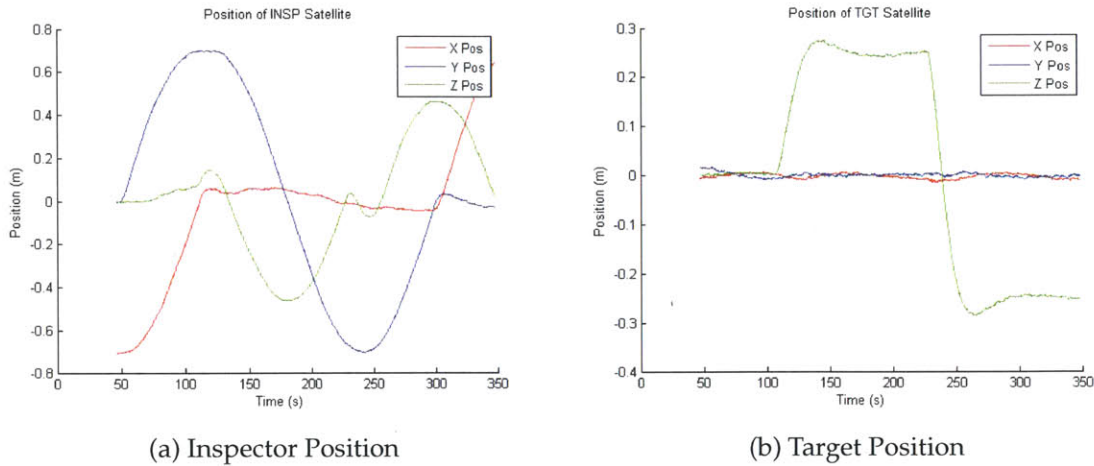 Position of INSP Satellite
0.8
0.6
0.4
0.2
0
-0.2
-0.4
-0.6
-0.8
Position (m)
X Pos
Y Pos
Z Pos
0 50 100 150 200 250 300 350
Time (s)
(a) Inspector Position
Position of TGT Satellite
0.3
0.2
0.1
0
-0.1
-0.2
-0.3
-0.4
Position (m)
X Pos
Y Pos
Z Pos
0 50 100 150 200 250 300 350
Time (s)
(b) Target Position